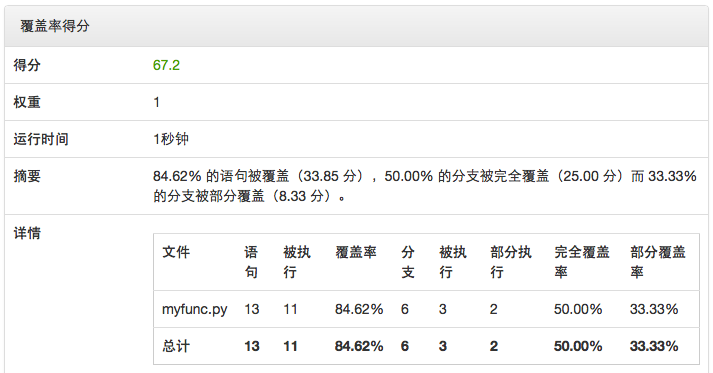 覆盖率得分
得分 67.2
权重 1
运行时间 1秒钟
摘要 84.62% 的语句被覆盖（33.85 分），50.00% 的分支被完全覆盖（25.00 分）而 33.33%
的分支被部分覆盖（8.33 分）。
详情
文件 语句 被执行 覆盖率 分支 被执行 部分执行 完全覆盖率 部分覆盖率
myfunc.py 13 11 84.62% 6 3 2 50.00% 33.33%
总计 13 11 84.62% 6 3 2 50.00% 33.33%